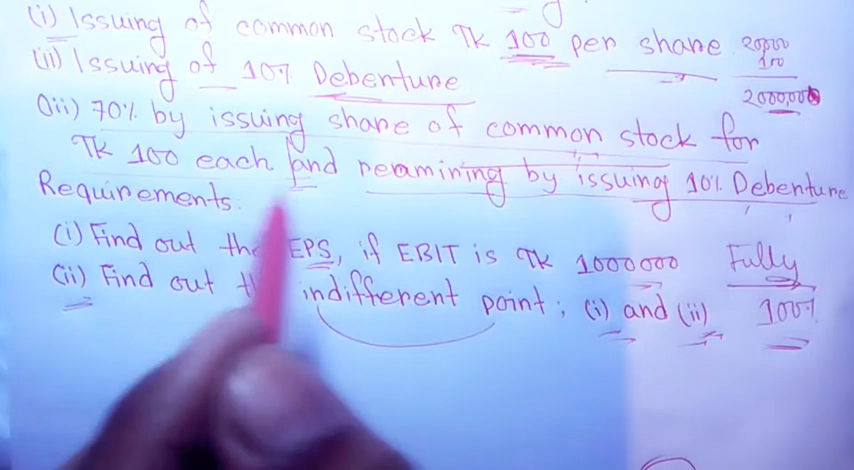 (i) Issuing of common stock TK 100 per share 20000
100
(ii) Issuing of 10% Debenture
2000,000
(iii) 70% by issuing share of common stock for
TK 100 each and reamining by issuing 10% Debenture
Requirements:
(i) Find out the EPS, if EBIT is TK 1000000 Fully
(ii) Find out indifferent point; (i) and (ii) 100%